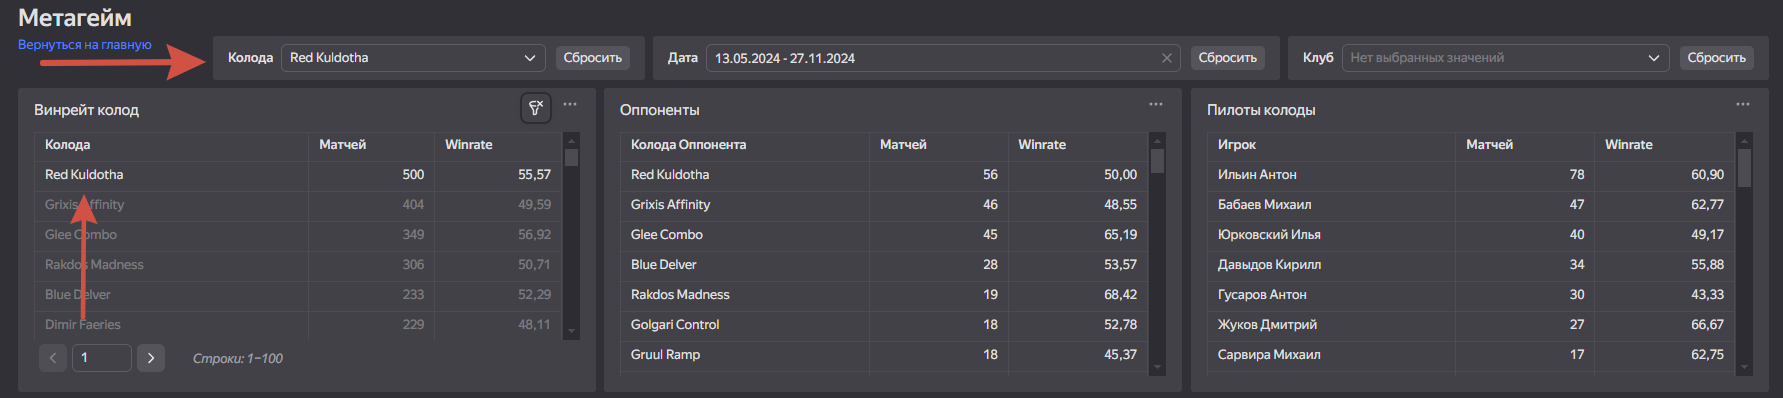 Метагейм
Вернуться на главную
Колода Red Kuldotha Сбросить
Дата 13.05.2024 - 27.11.2024 Сбросить
Клуб Нет выбранных значений Сбросить
Винрейт колод
Колода Матчей Winrate
Red Kuldotha 500 55,57
Grixis Affinity 404 49,59
Glee Combo 349 56,92
Rakdos Madness 306 50,71
Blue Delver 233 52,29
Dimir Faeries 229 48,11
1 Строки: 1–100
Оппоненты
Колода Оппонента Матчей Winrate
Red Kuldotha 56 50,00
Grixis Affinity 46 48,55
Glee Combo 45 65,19
Blue Delver 28 53,57
Rakdos Madness 19 68,42
Golgari Control 18 52,78
Gruul Ramp 18 45,37
Пилоты колоды
Игрок Матчей Winrate
Ильин Антон 78 60,90
Бабаев Михаил 47 62,77
Юрковский Илья 40 49,17
Давыдов Кирилл 34 55,88
Гусаров Антон 30 43,33
Жуков Дмитрий 27 66,67
Сарвира Михаил 17 62,75